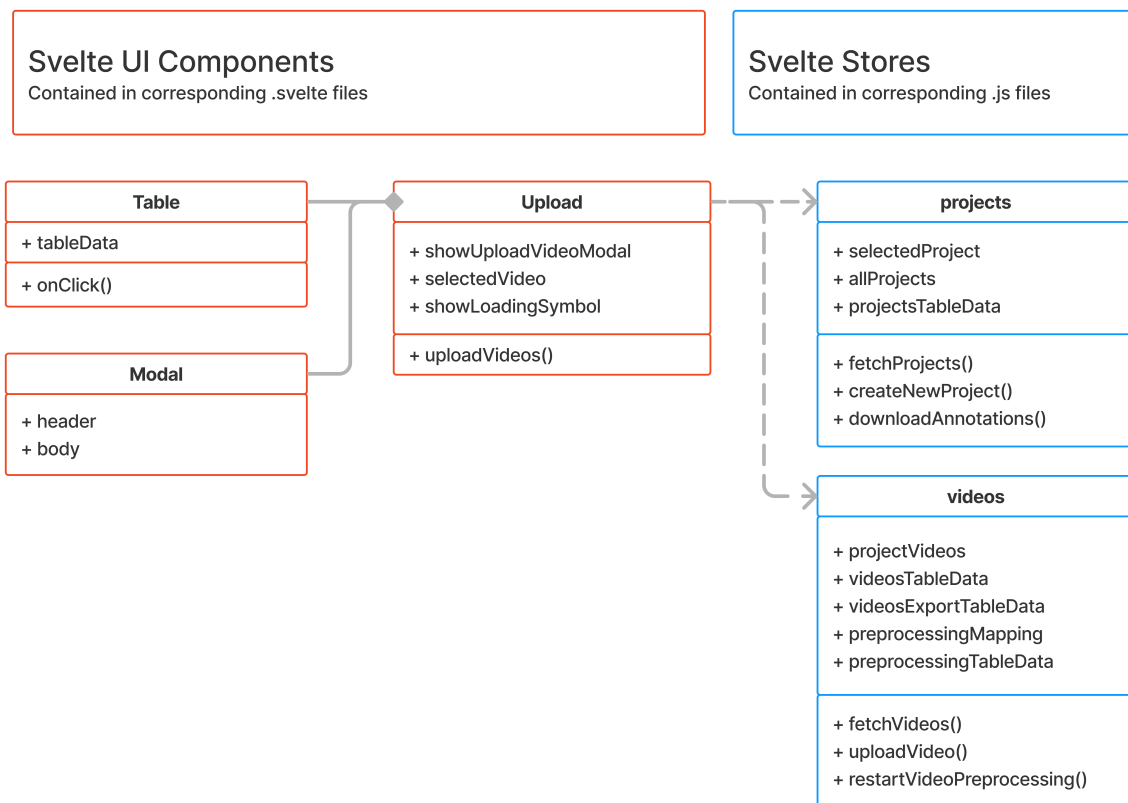 Svelte UI Components
Contained in corresponding .svelte files
Svelte Stores
Contained in corresponding .js files
Table
+ tableData
+ onClick()
Modal
+ header
+ body
Upload
+ showUploadVideoModal
+ selectedVideo
+ showLoadingSymbol
+ uploadVideos()
projects
+ selectedProject
+ allProjects
+ projectsTableData
+ fetchProjects()
+ createNewProject()
+ downloadAnnotations()
videos
+ projectVideos
+ videosTableData
+ videosExportTableData
+ preprocessingMapping
+ preprocessingTableData
+ fetchVideos()
+ uploadVideo()
+ restartVideoPreprocessing()